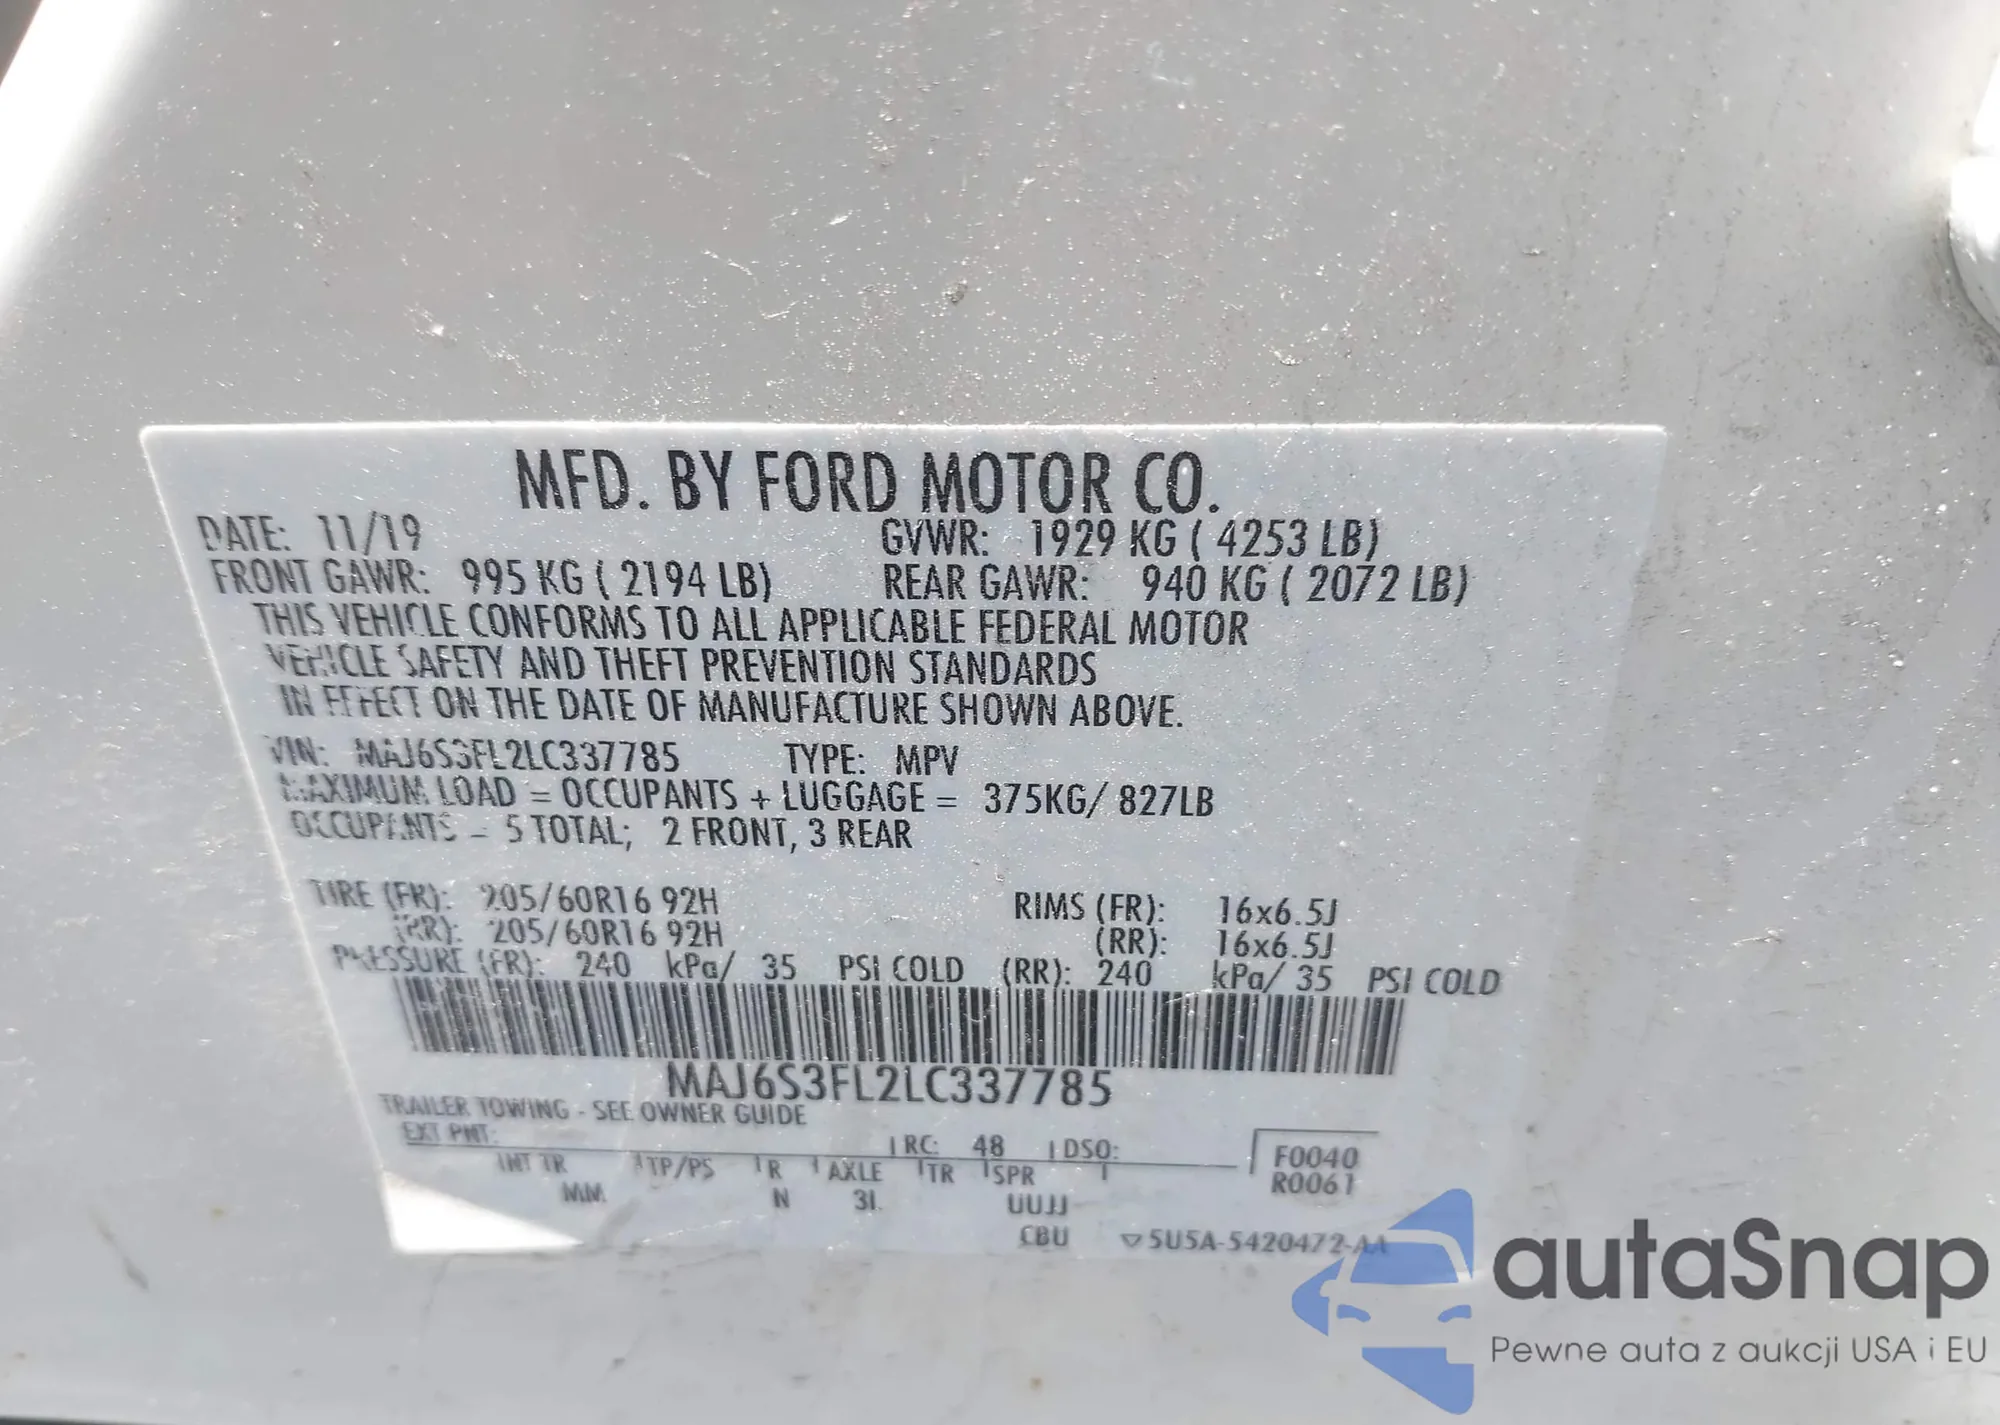 MFD. BY FORD MOTOR CO.
DATE: 11/19 GVWR: 1929 KG ( 4253 LB)
FRONT GAWR: 995 KG ( 2194 LB) REAR GAWR: 940 KG ( 2072 LB)
THIS VEHICLE CONFORMS TO ALL APPLICABLE FEDERAL MOTOR
VEHICLE SAFETY AND THEFT PREVENTION STANDARDS
IN EFFECT ON THE DATE OF MANUFACTURE SHOWN ABOVE.
VIN: MAJ6S3FL2LC337785 TYPE: MPV
MAXIMUM LOAD = OCCUPANTS + LUGGAGE = 375KG/ 827LB
OCCUPANTS = 5 TOTAL; 2 FRONT, 3 REAR
TIRE (FR): 205/60R16 92H RIMS (FR): 16x6.5J
(RR): 205/60R16 92H (RR): 16x6.5J
PRESSURE (FR): 240 kPa/ 35 PSI COLD (RR): 240 kPa/ 35 PSI COLD
MAJ6S3FL2LC337785
TRAILER TOWING - SEE OWNER GUIDE
EXT PNT: RC: 48 DSO: F0040
INT TR TP/PS R AXLE TR SPR R0061
MM N 3L UUJJ
CBU ▽5U5A-5420472-AA
autaSnap
Pewne auta z aukcji USA i EU